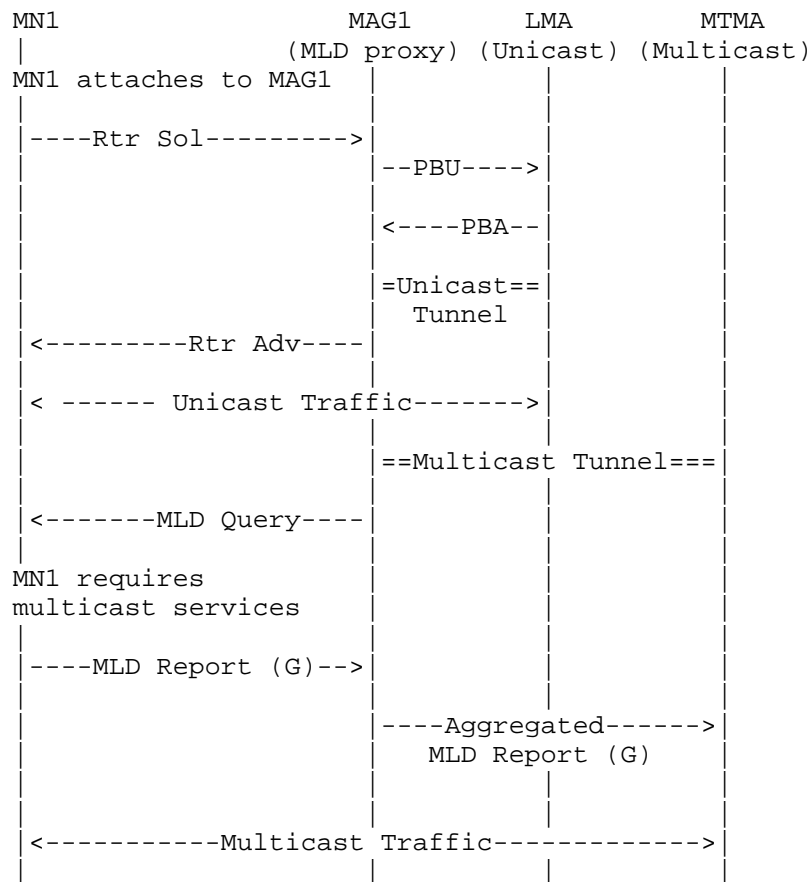 MN1 MAG1 LMA MTMA
| (MLD proxy) (Unicast) (Multicast)
MN1 attaches to MAG1 | | |
| | | |
|----Rtr Sol--------->| | |
| |--PBU---->| |
| | | |
| |<----PBA--| |
| | | |
| |=Unicast==| |
| | Tunnel | |
|<---------Rtr Adv----| | |
| | | |
|< ------ Unicast Traffic------->| |
| | | |
| |==Multicast Tunnel===|
| | | |
|<-------MLD Query----| | |
| | | |
MN1 requires | | |
multicast services | | |
| | | |
|----MLD Report (G)-->| | |
| | | |
| |----Aggregated------>|
| | MLD Report (G) |
| | | |
| | | |
|<-----------Multicast Traffic------------->|
| | | |